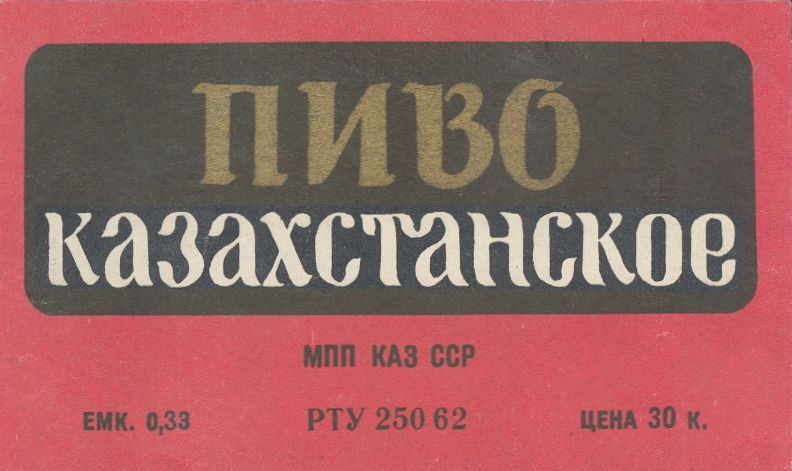 ПИВО
КАЗАХСТАНСКОЕ
МПП КАЗ ССР
ЕМК. 0,33 РТУ 250 62 ЦЕНА 30 К.